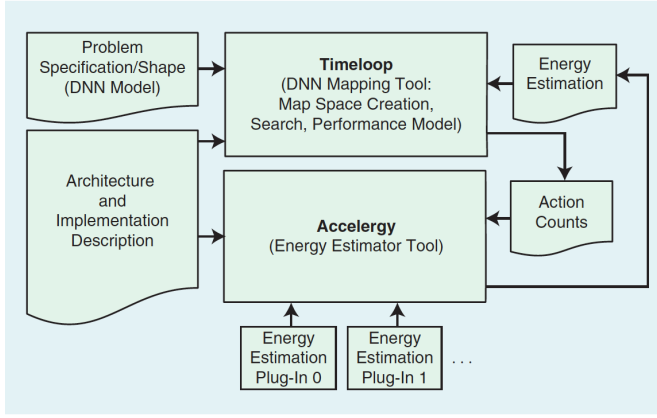 Problem
Specification/Shape
(DNN Model)
Timeloop
(DNN Mapping Tool:
Map Space Creation,
Search, Performance Model)
Energy
Estimation
Architecture
and
Implementation
Description
Accelergy
(Energy Estimator Tool)
Action
Counts
Energy
Estimation
Plug-In 0
Energy
Estimation
Plug-In 1
...